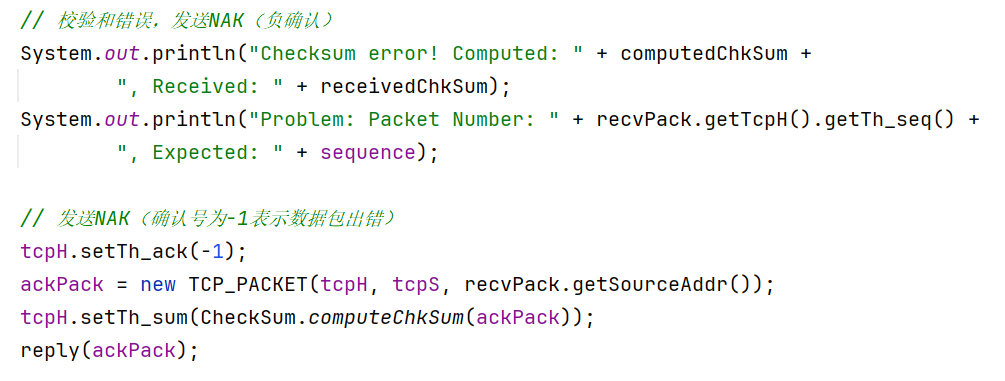 // 校验和错误，发送NAK（负确认）
System.out.println("Checksum error! Computed: " + computedChkSum +
", Received: " + receivedChkSum);
System.out.println("Problem: Packet Number: " + recvPack.getTcpH().getTh_seq() +
", Expected: " + sequence);
// 发送NAK（确认号为-1表示数据包出错）
tcpH.setTh_ack(-1);
ackPack = new TCP_PACKET(tcpH, tcpS, recvPack.getSourceAddr());
tcpH.setTh_sum(CheckSum.computeChkSum(ackPack));
reply(ackPack);